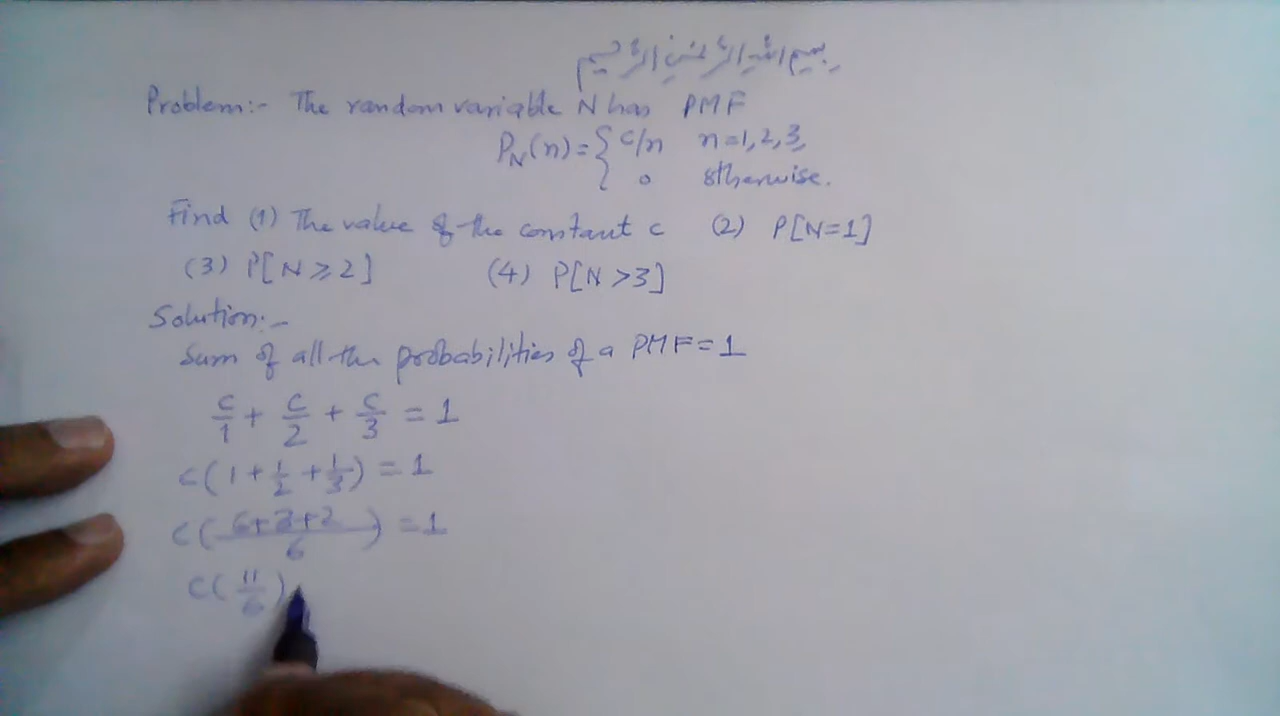 بسم الله الرحمن الرحيم
Problem:- The random variable N has PMF
P_N(n) = { c/n n=1,2,3,
0 otherwise.
Find (1) The value of the constant c (2) P[N=1]
(3) P[N ≥ 2] (4) P[N >3]
Solution:-
Sum of all the probabilities of a PMF = 1
c/1 + c/2 + c/3 = 1
c(1 + 1/2 + 1/3) = 1
c( (6+3+2)/6 ) = 1
c( 11/6 )